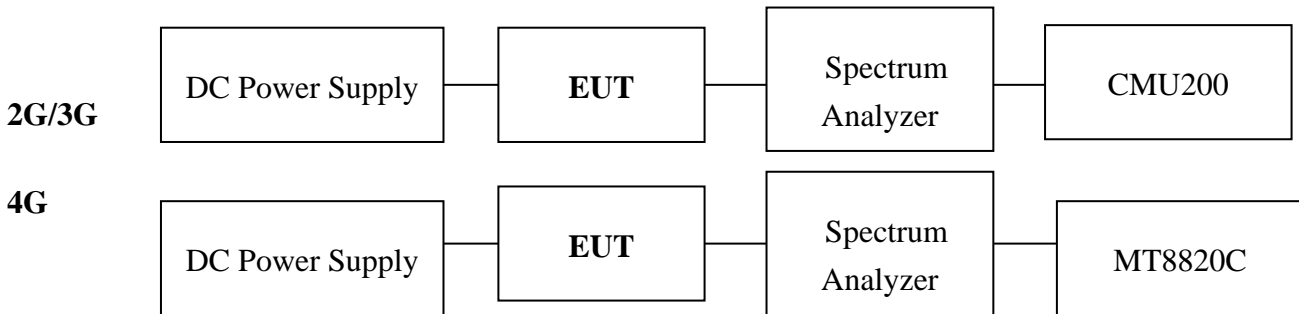 2G/3G
DC Power Supply
EUT
Spectrum
Analyzer
CMU200
4G
DC Power Supply
EUT
Spectrum
Analyzer
MT8820C